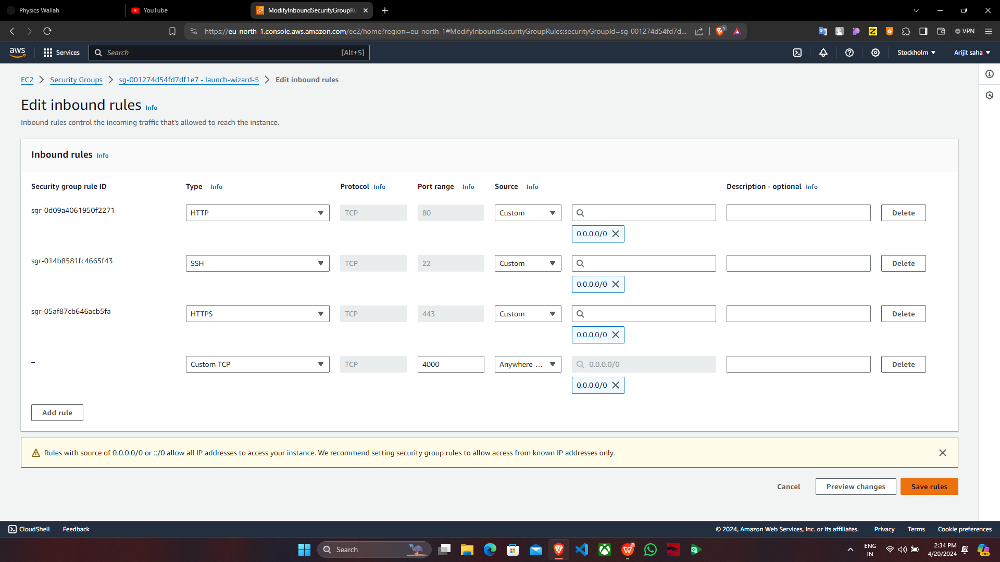 Physics Wallah
YouTube
ModifyInboundSecurityGroupRu
https://eu-north-1.console.aws.amazon.com/ec2/home?region=eu-north-1#ModifyInboundSecurityGroupRules:securityGroupId=sg-001274d54fd7d...
1
VPN
aws
Services
Search
[Alt+S]
Stockholm
Arijit saha
EC2
Security Groups
sg-001274d54fd7df1e7 - launch-wizard-5
Edit inbound rules
Edit inbound rules Info
Inbound rules control the incoming traffic that's allowed to reach the instance.
Inbound rules Info
Security group rule ID
Type Info
Protocol Info
Port range Info
Source Info
Description - optional Info
sgr-0d09a4061950f2271
HTTP
TCP
80
Custom
Delete
0.0.0.0/0
sgr-014b8581fc4665f43
SSH
TCP
22
Custom
Delete
0.0.0.0/0
sgr-05af87cb646acb5fa
HTTPS
TCP
443
Custom
Delete
0.0.0.0/0
–
Custom TCP
TCP
4000
Anywhere-...
0.0.0.0/0
Delete
0.0.0.0/0
Add rule
Rules with source of 0.0.0.0/0 or ::/0 allow all IP addresses to access your instance. We recommend setting security group rules to allow access from known IP addresses only.
Cancel
Preview changes
Save rules
CloudShell
Feedback
© 2024, Amazon Web Services, Inc. or its affiliates.
Privacy
Terms
Cookie preferences
Search
ENG
IN
2:34 PM
4/20/2024
PRE